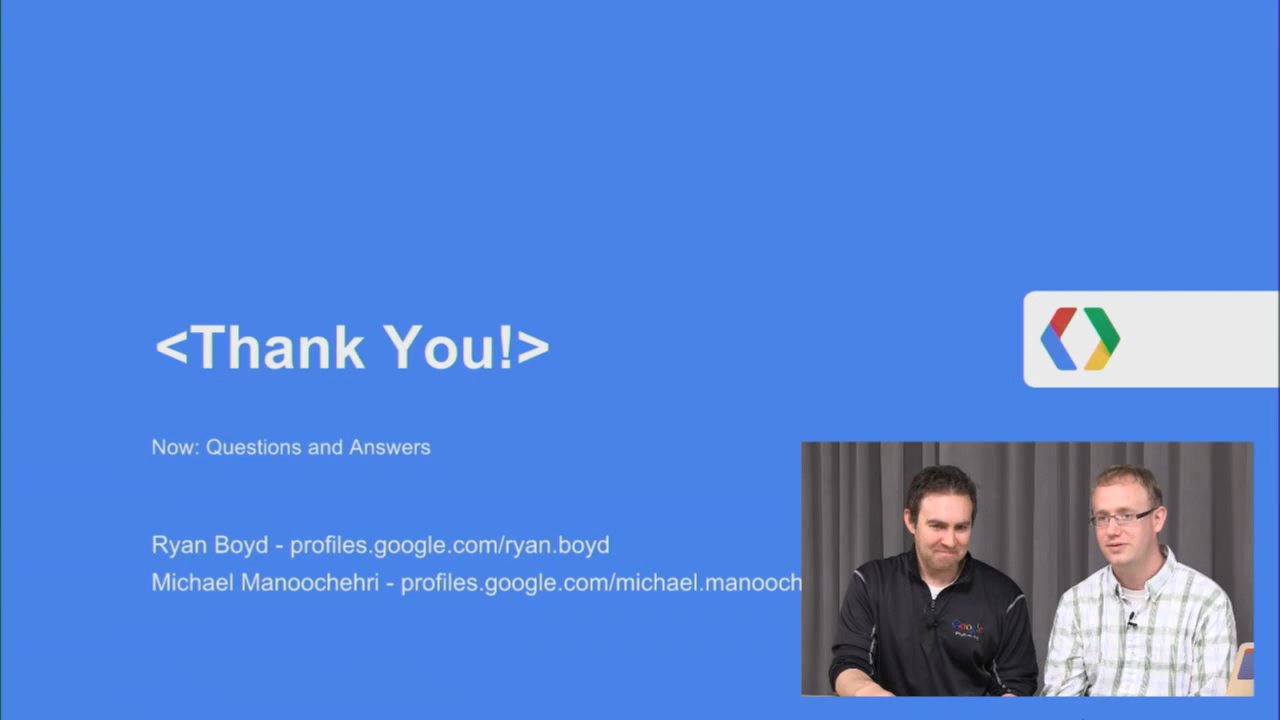 <Thank You!>
Now: Questions and Answers
Ryan Boyd - profiles.google.com/ryan.boyd
Michael Manoochehri - profiles.google.com/michael.manooch
Google